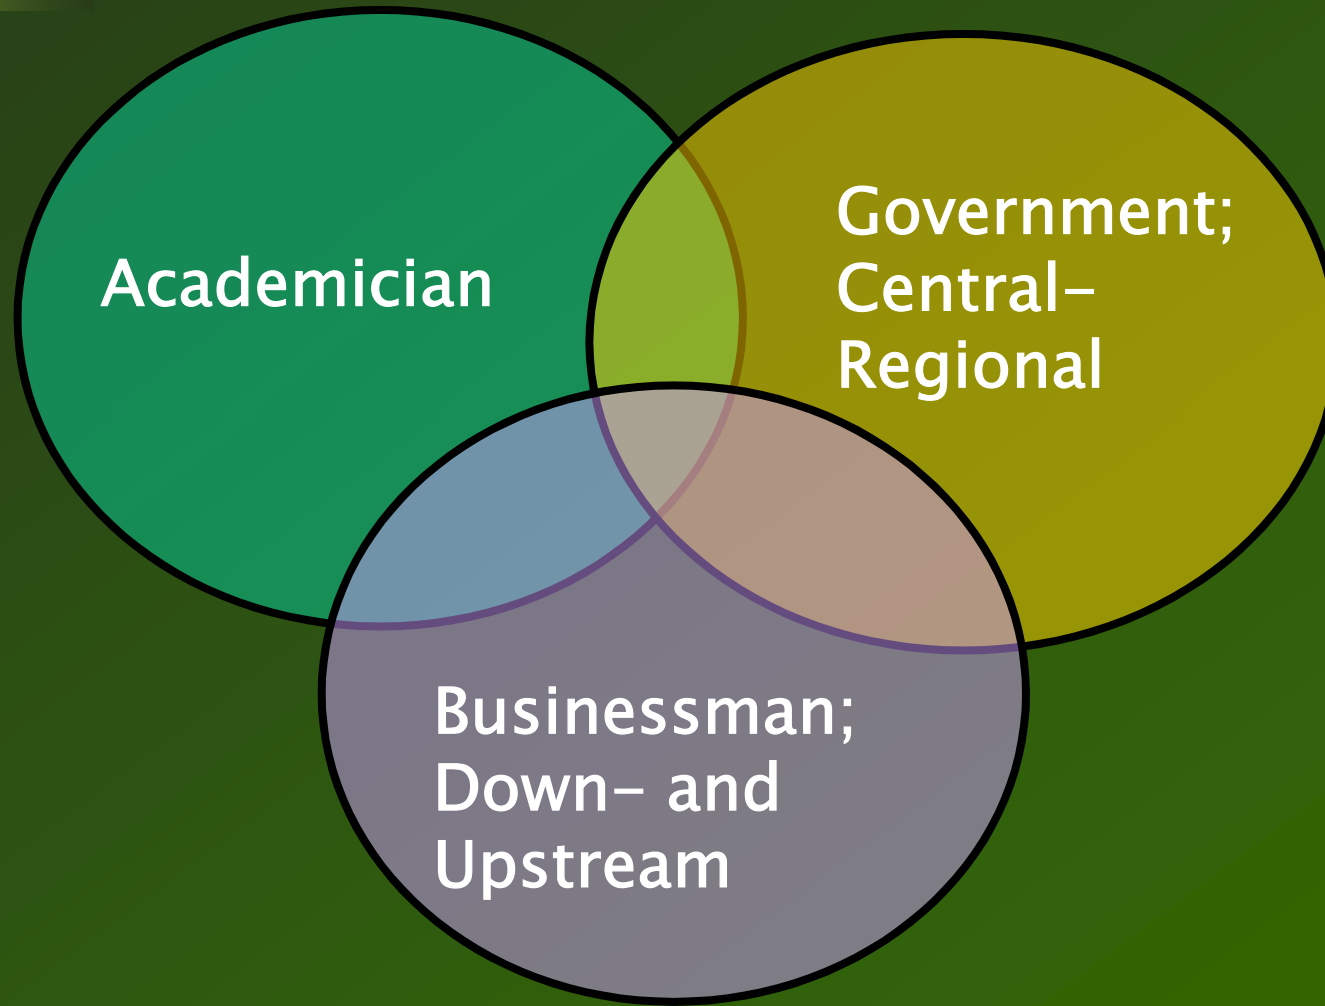 Academician
Government;
Central-
Regional
Businessman;
Down- and
Upstream